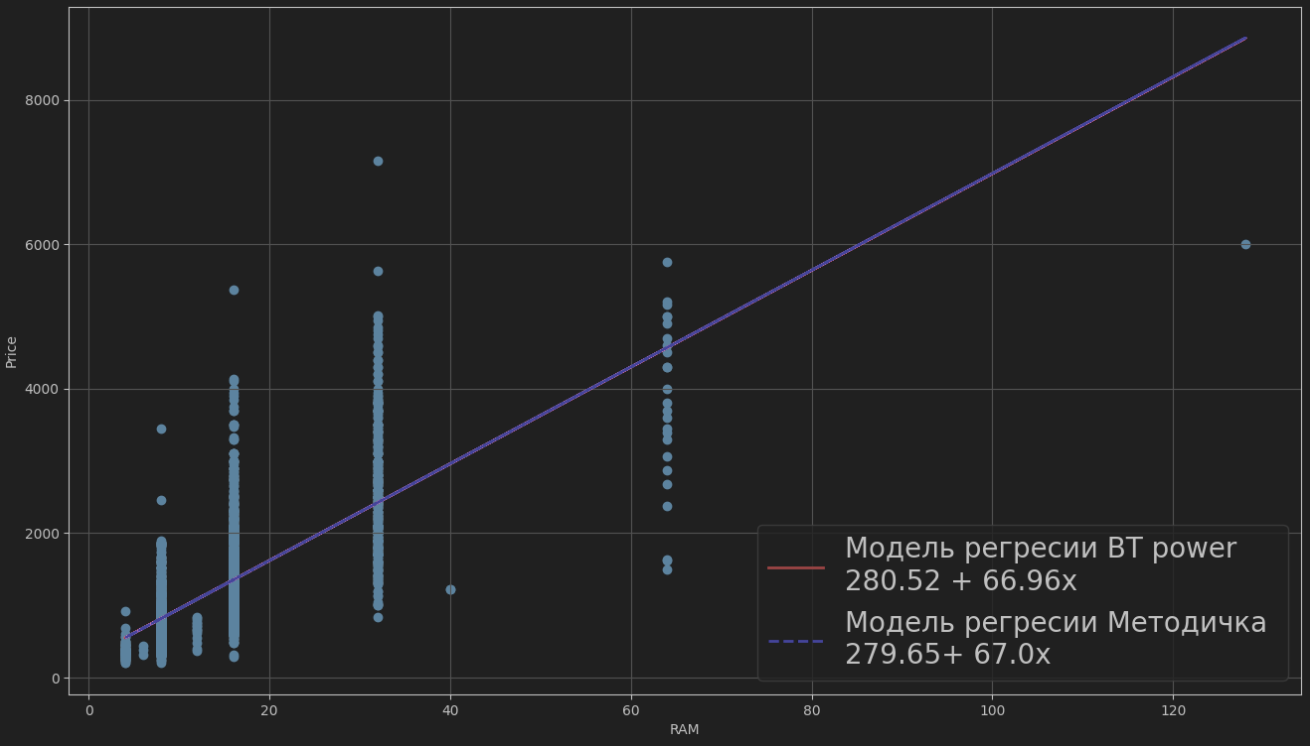 8000
6000
4000
2000
0
Price
0 20 40 60 80 100 120
RAM
Модель регресии BT power
280.52 + 66.96x
Модель регресии Методичка
279.65+ 67.0x